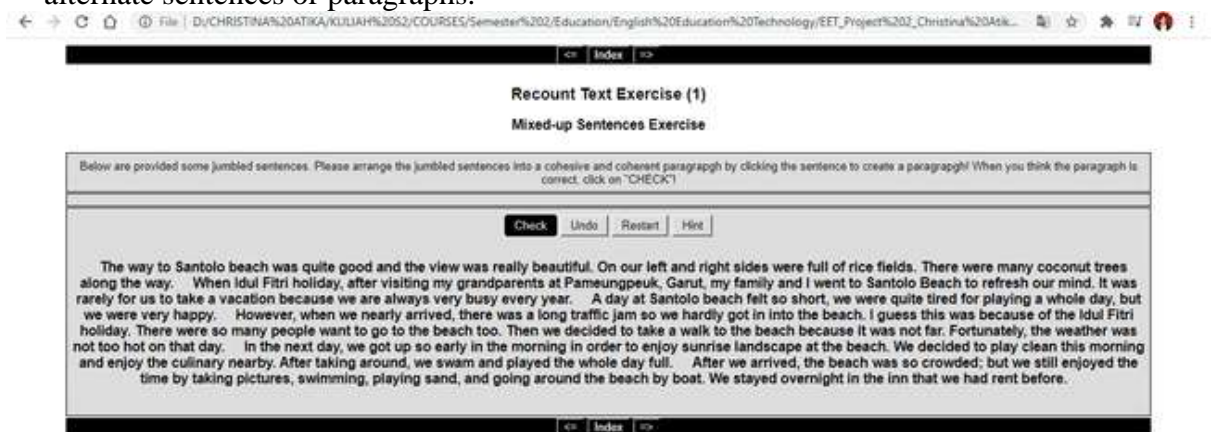 alternate sentences or paragraphs.
File | D:/CHRISTINA%20ATIKA/KULIAH%20S2/COURSES/Semester%202/Education/English%20Education%20Technology/EET_Project%202_Christina%20Atik...
<= Index =>
Recount Text Exercise (1)
Mixed-up Sentences Exercise
Below are provided some jumbled sentences. Please arrange the jumbled sentences into a cohesive and coherent paragrapgh by clicking the sentence to create a paragrapgh! When you think the paragraph is
correct, click on "CHECK"!
Check Undo Restart Hint
The way to Santolo beach was quite good and the view was really beautiful. On our left and right sides were full of rice fields. There were many coconut trees
along the way. When Idul Fitri holiday, after visiting my grandparents at Pameungpeuk, Garut, my family and I went to Santolo Beach to refresh our mind. It was
rarely for us to take a vacation because we are always very busy every year. A day at Santolo beach felt so short, we were quite tired for playing a whole day, but
we were very happy. However, when we nearly arrived, there was a long traffic jam so we hardly got in into the beach. I guess this was because of the Idul Fitri
holiday. There were so many people want to go to the beach too. Then we decided to take a walk to the beach because it was not far. Fortunately, the weather was
not too hot on that day. In the next day, we got up so early in the morning in order to enjoy sunrise landscape at the beach. We decided to play clean this morning
and enjoy the culinary nearby. After taking around, we swam and played the whole day full. After we arrived, the beach was so crowded; but we still enjoyed the
time by taking pictures, swimming, playing sand, and going around the beach by boat. We stayed overnight in the inn that we had rent before.
<= Index =>